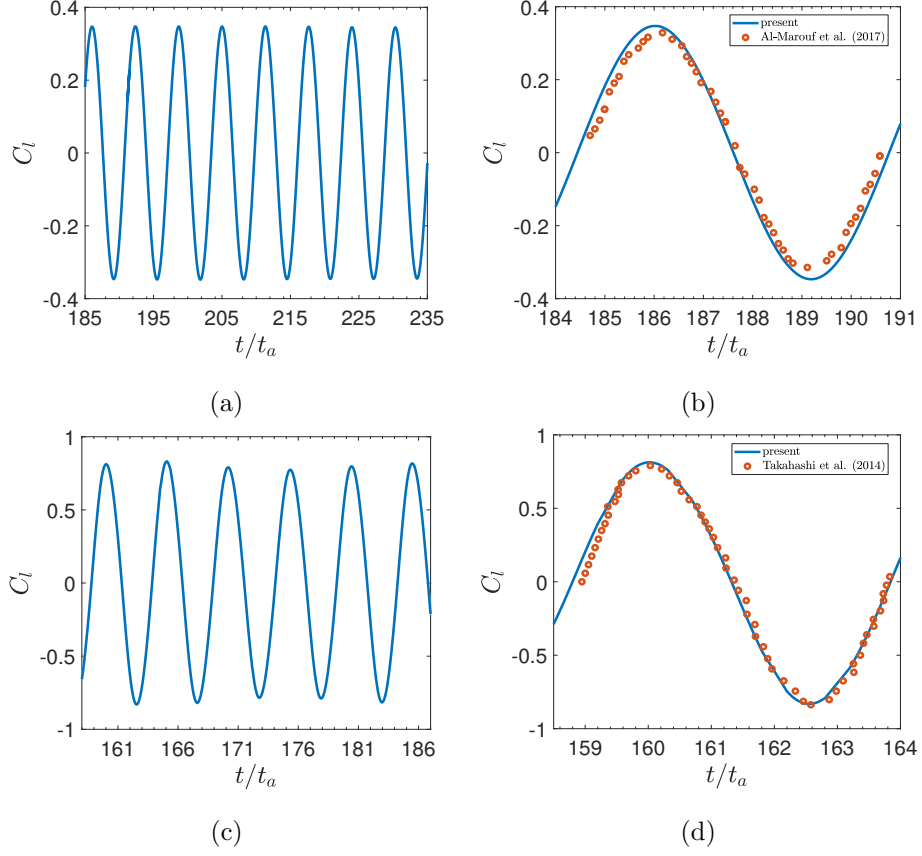 0.4
0.2
0
-0.2
-0.4
C_l
185 195 205 215 225 235
t/t_a
(a)
0.4
0.2
0
-0.2
-0.4
C_l
present
Al-Marouf et al. (2017)
184 185 186 187 188 189 190 191
t/t_a
(b)
1
0.5
0
-0.5
-1
C_l
161 166 171 176 181 186
t/t_a
(c)
1
0.5
0
-0.5
-1
C_l
present
Takahashi et al. (2014)
159 160 161 162 163 164
t/t_a
(d)